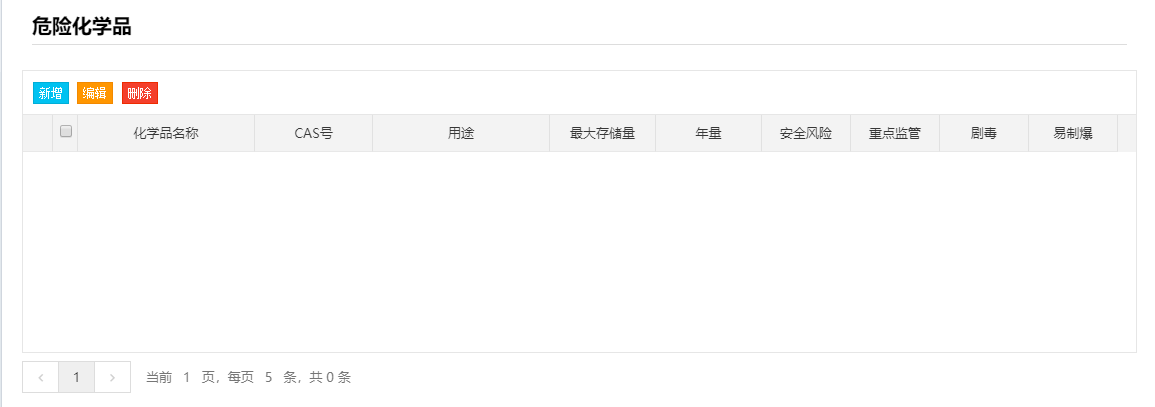 危险化学品
新增 编辑 删除
化学品名称 CAS号 用途 最大存储量 年量 安全风险 重点监管 剧毒 易制爆
1 当前 1 页，每页 5 条，共 0 条